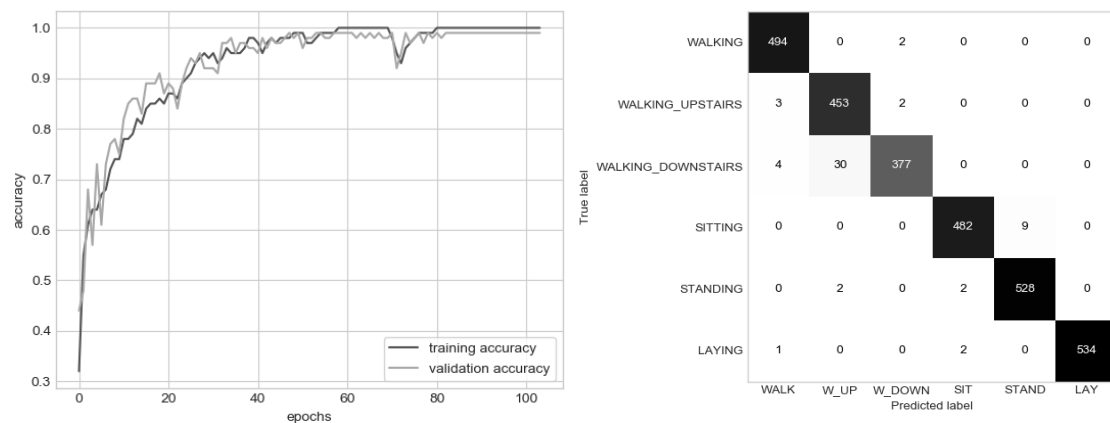 1.0
0.9
0.8
0.7
0.6
0.5
0.4
0.3
accuracy
training accuracy
validation accuracy
0 20 40 60 80 100
epochs
True label
WALKING 494 0 2 0 0 0
WALKING_UPSTAIRS 3 453 2 0 0 0
WALKING_DOWNSTAIRS 4 30 377 0 0 0
SITTING 0 0 0 482 9 0
STANDING 0 2 0 2 528 0
LAYING 1 0 0 2 0 534
WALK W_UP W_DOWN SIT STAND LAY
Predicted label